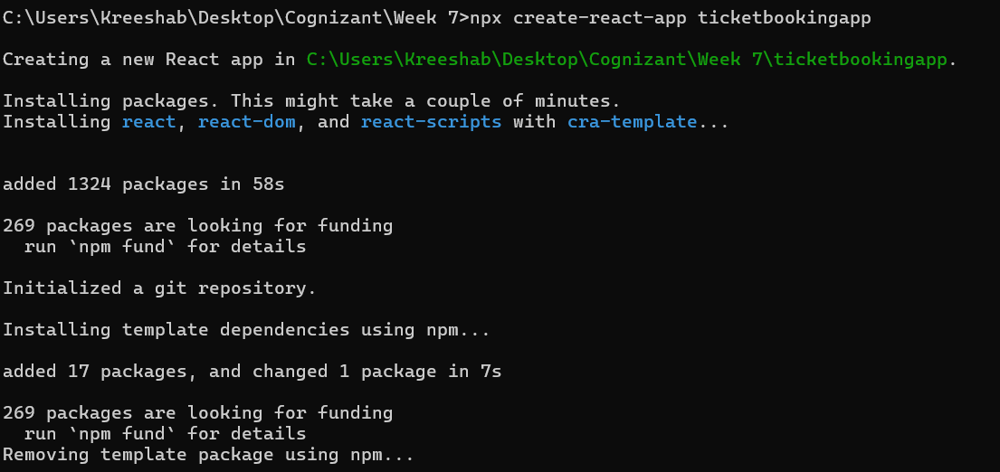 C:\Users\Kreeshab\Desktop\Cognizant\Week 7>npx create-react-app ticketbookingapp
Creating a new React app in C:\Users\Kreeshab\Desktop\Cognizant\Week 7\ticketbookingapp.
Installing packages. This might take a couple of minutes.
Installing react, react-dom, and react-scripts with cra-template...
added 1324 packages in 58s
269 packages are looking for funding
  run `npm fund` for details
Initialized a git repository.
Installing template dependencies using npm...
added 17 packages, and changed 1 package in 7s
269 packages are looking for funding
  run `npm fund` for details
Removing template package using npm...